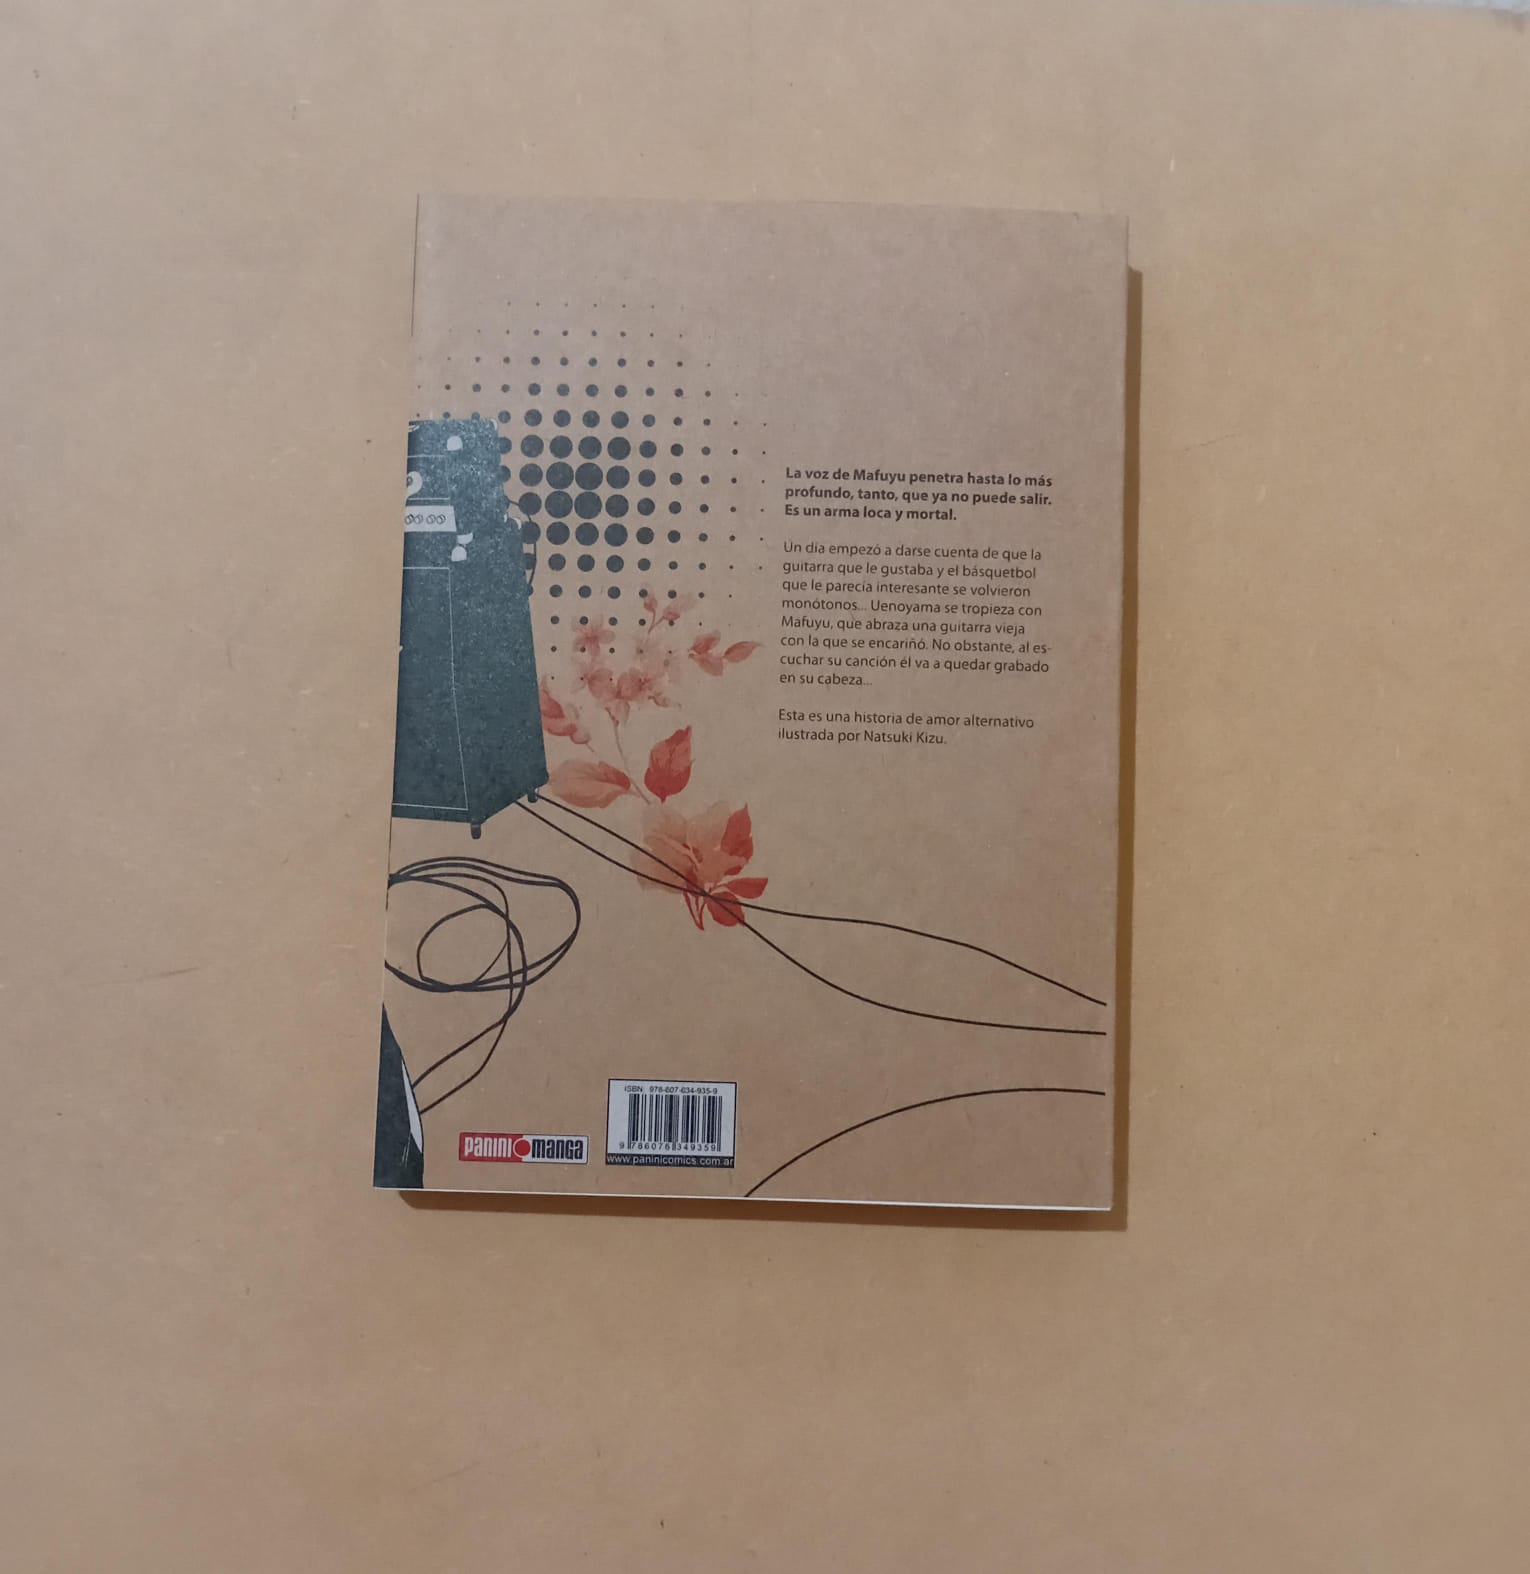 La voz de Mafuyu penetra hasta lo más
profundo, tanto, que ya no puede salir.
Es un arma loca y mortal.
Un día empezó a darse cuenta de que la
guitarra que le gustaba y el básquetbol
que le parecía interesante se volvieron
monótonos... Uenoyama se tropieza con
Mafuyu, que abraza una guitarra vieja
con la que se encariñó. No obstante, al es-
cuchar su canción él va a quedar grabado
en su cabeza...
Esta es una historia de amor alternativo
ilustrada por Natsuki Kizu.
ISBN: 978-607-634-935-9
9 786076 349359
www.paninicomics.com.ar
PANINI MANGA